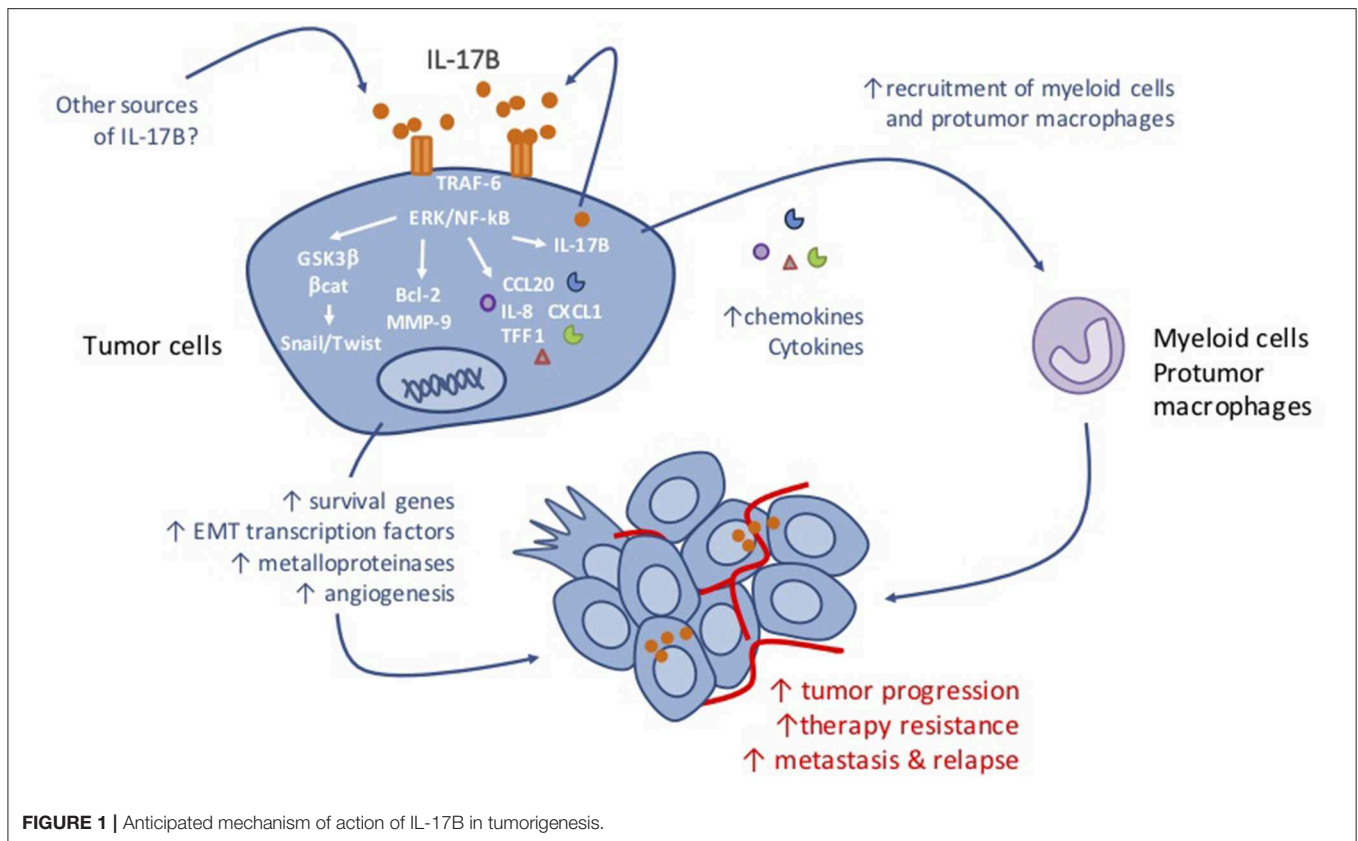 IL-17B
Other sources
of IL-17B?
↑recruitment of myeloid cells
and protumor macrophages
TRAF-6
ERK/NF-kB
IL-17B
GSK3β
βcat
Snail/Twist
Bcl-2
MMP-9
CCL20
IL-8 CXCL1
TFF1
Tumor cells
↑chemokines
Cytokines
Myeloid cells
Protumor
macrophages
↑ survival genes
↑ EMT transcription factors
↑ metalloproteinases
↑ angiogenesis
↑ tumor progression
↑therapy resistance
↑ metastasis & relapse
FIGURE 1 | Anticipated mechanism of action of IL-17B in tumorigenesis.